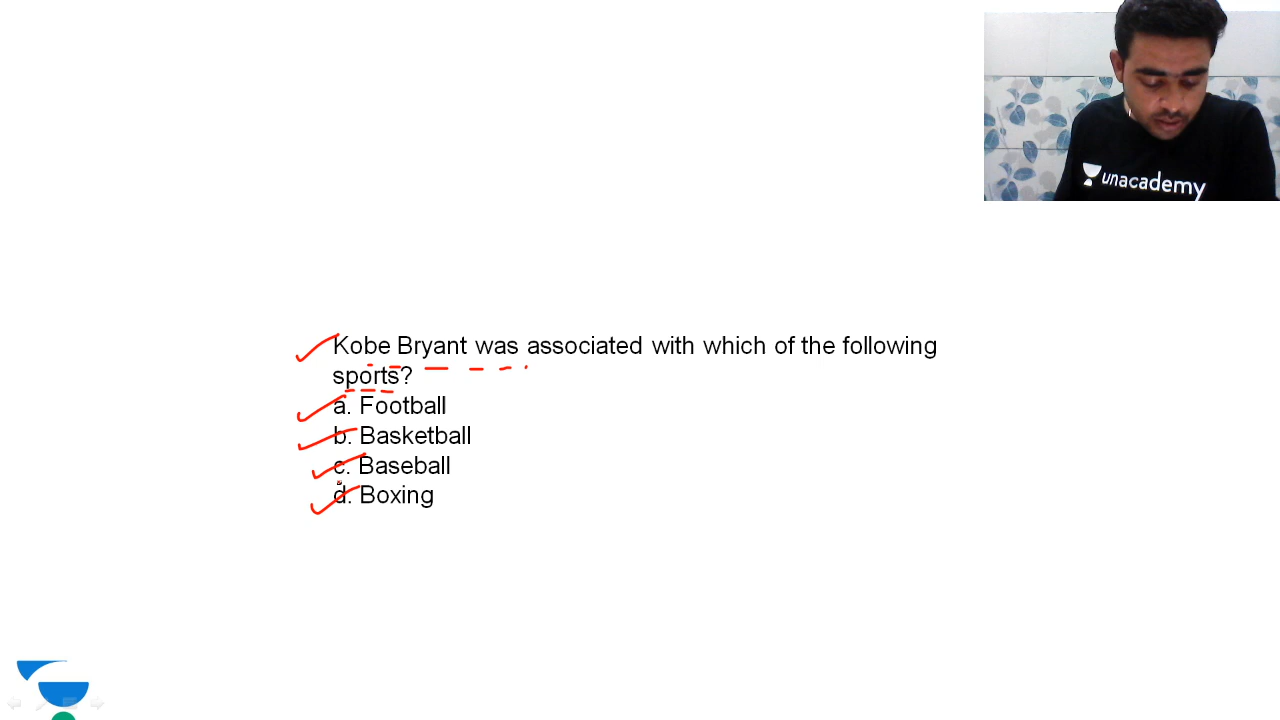 unacademy
Kobe Bryant was associated with which of the following
sports?
a. Football
b. Basketball
c. Baseball
d. Boxing